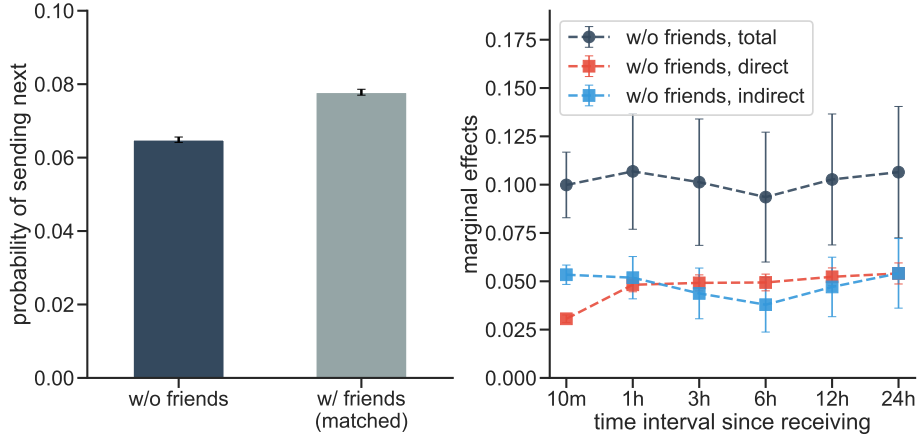 probability of sending next
0.10
0.08
0.06
0.04
0.02
0.00
w/o friends
w/ friends
(matched)
marginal effects
0.175
0.150
0.125
0.100
0.075
0.050
0.025
0.000
w/o friends, total
w/o friends, direct
w/o friends, indirect
10m 1h 3h 6h 12h 24h
time interval since receiving